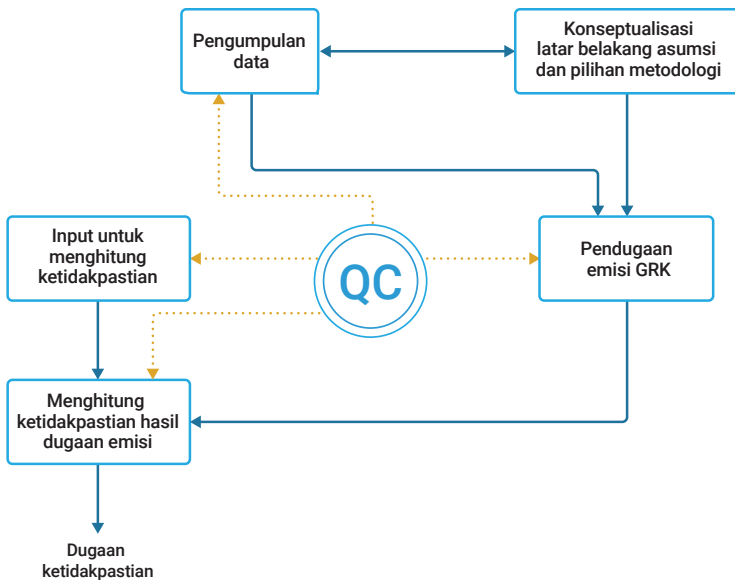 Pengumpulan
data
Konseptualisasi
latar belakang asumsi
dan pilihan metodologi
Input untuk
menghitung
ketidakpastian
QC
Pendugaan
emisi GRK
Menghitung
ketidakpastian hasil
dugaan emisi
Dugaan
ketidakpastian